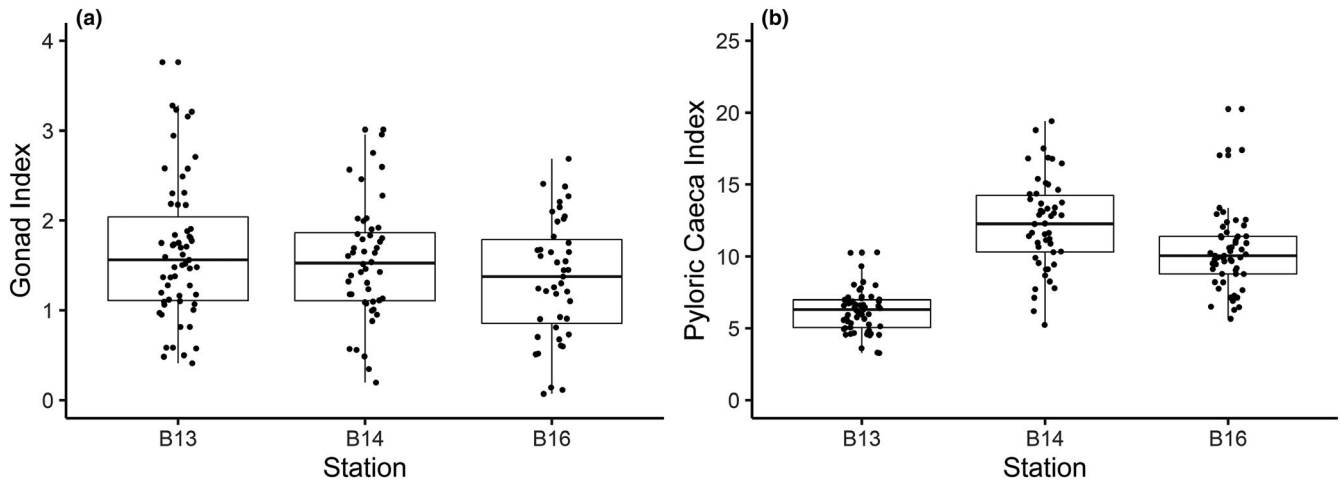 (a)
Gonad Index
4
3
2
1
0
B13 B14 B16
Station
(b)
Pyloric Caeca Index
25
20
15
10
5
0
B13 B14 B16
Station